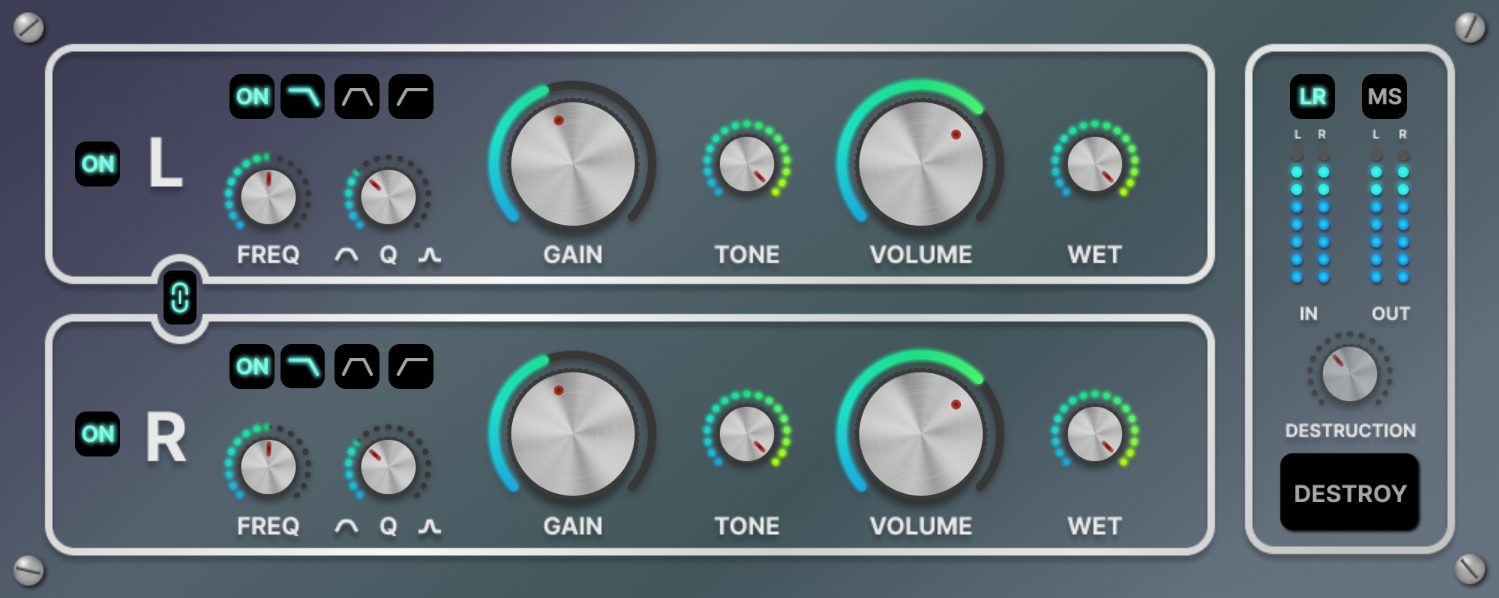 ON
L
ON
FREQ
Q
GAIN
TONE
VOLUME
WET
ON
R
ON
FREQ
Q
GAIN
TONE
VOLUME
WET
LR MS
L R L R
IN OUT
DESTRUCTION
DESTROY